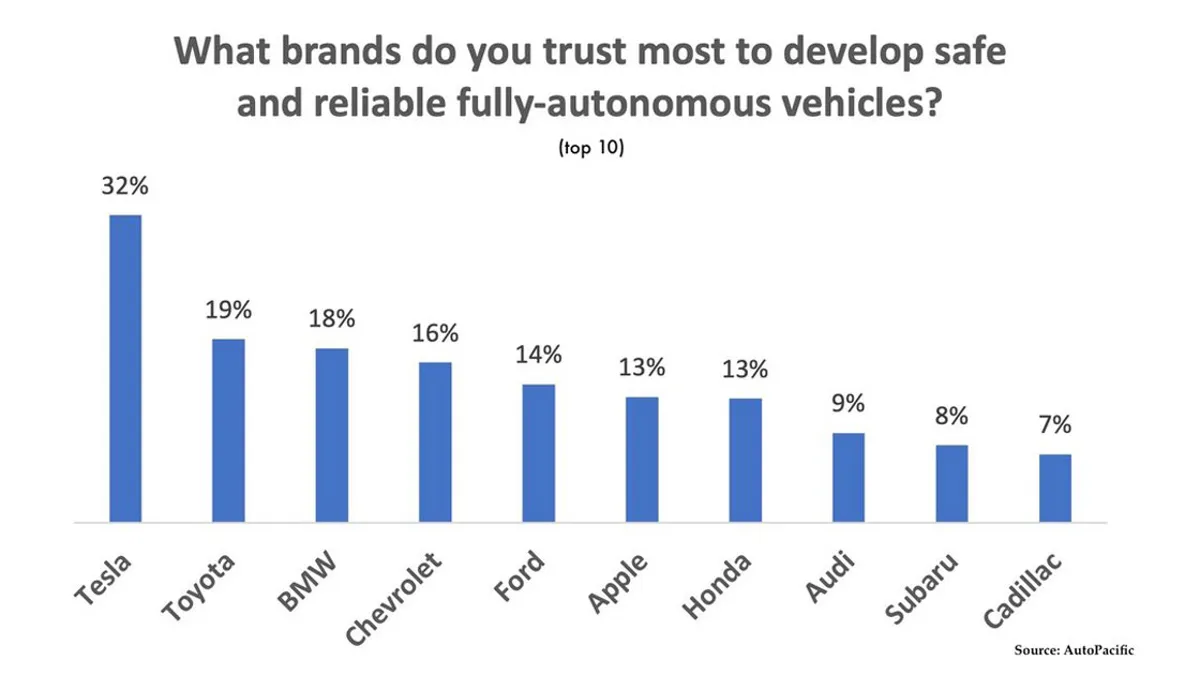 What brands do you trust most to develop safe
and reliable fully-autonomous vehicles?
(top 10)
32%
19%
18%
16%
14%
13%
13%
9%
8%
7%
Tesla
Toyota
BMW
Chevrolet
Ford
Apple
Honda
Audi
Subaru
Cadillac
Source: AutoPacific